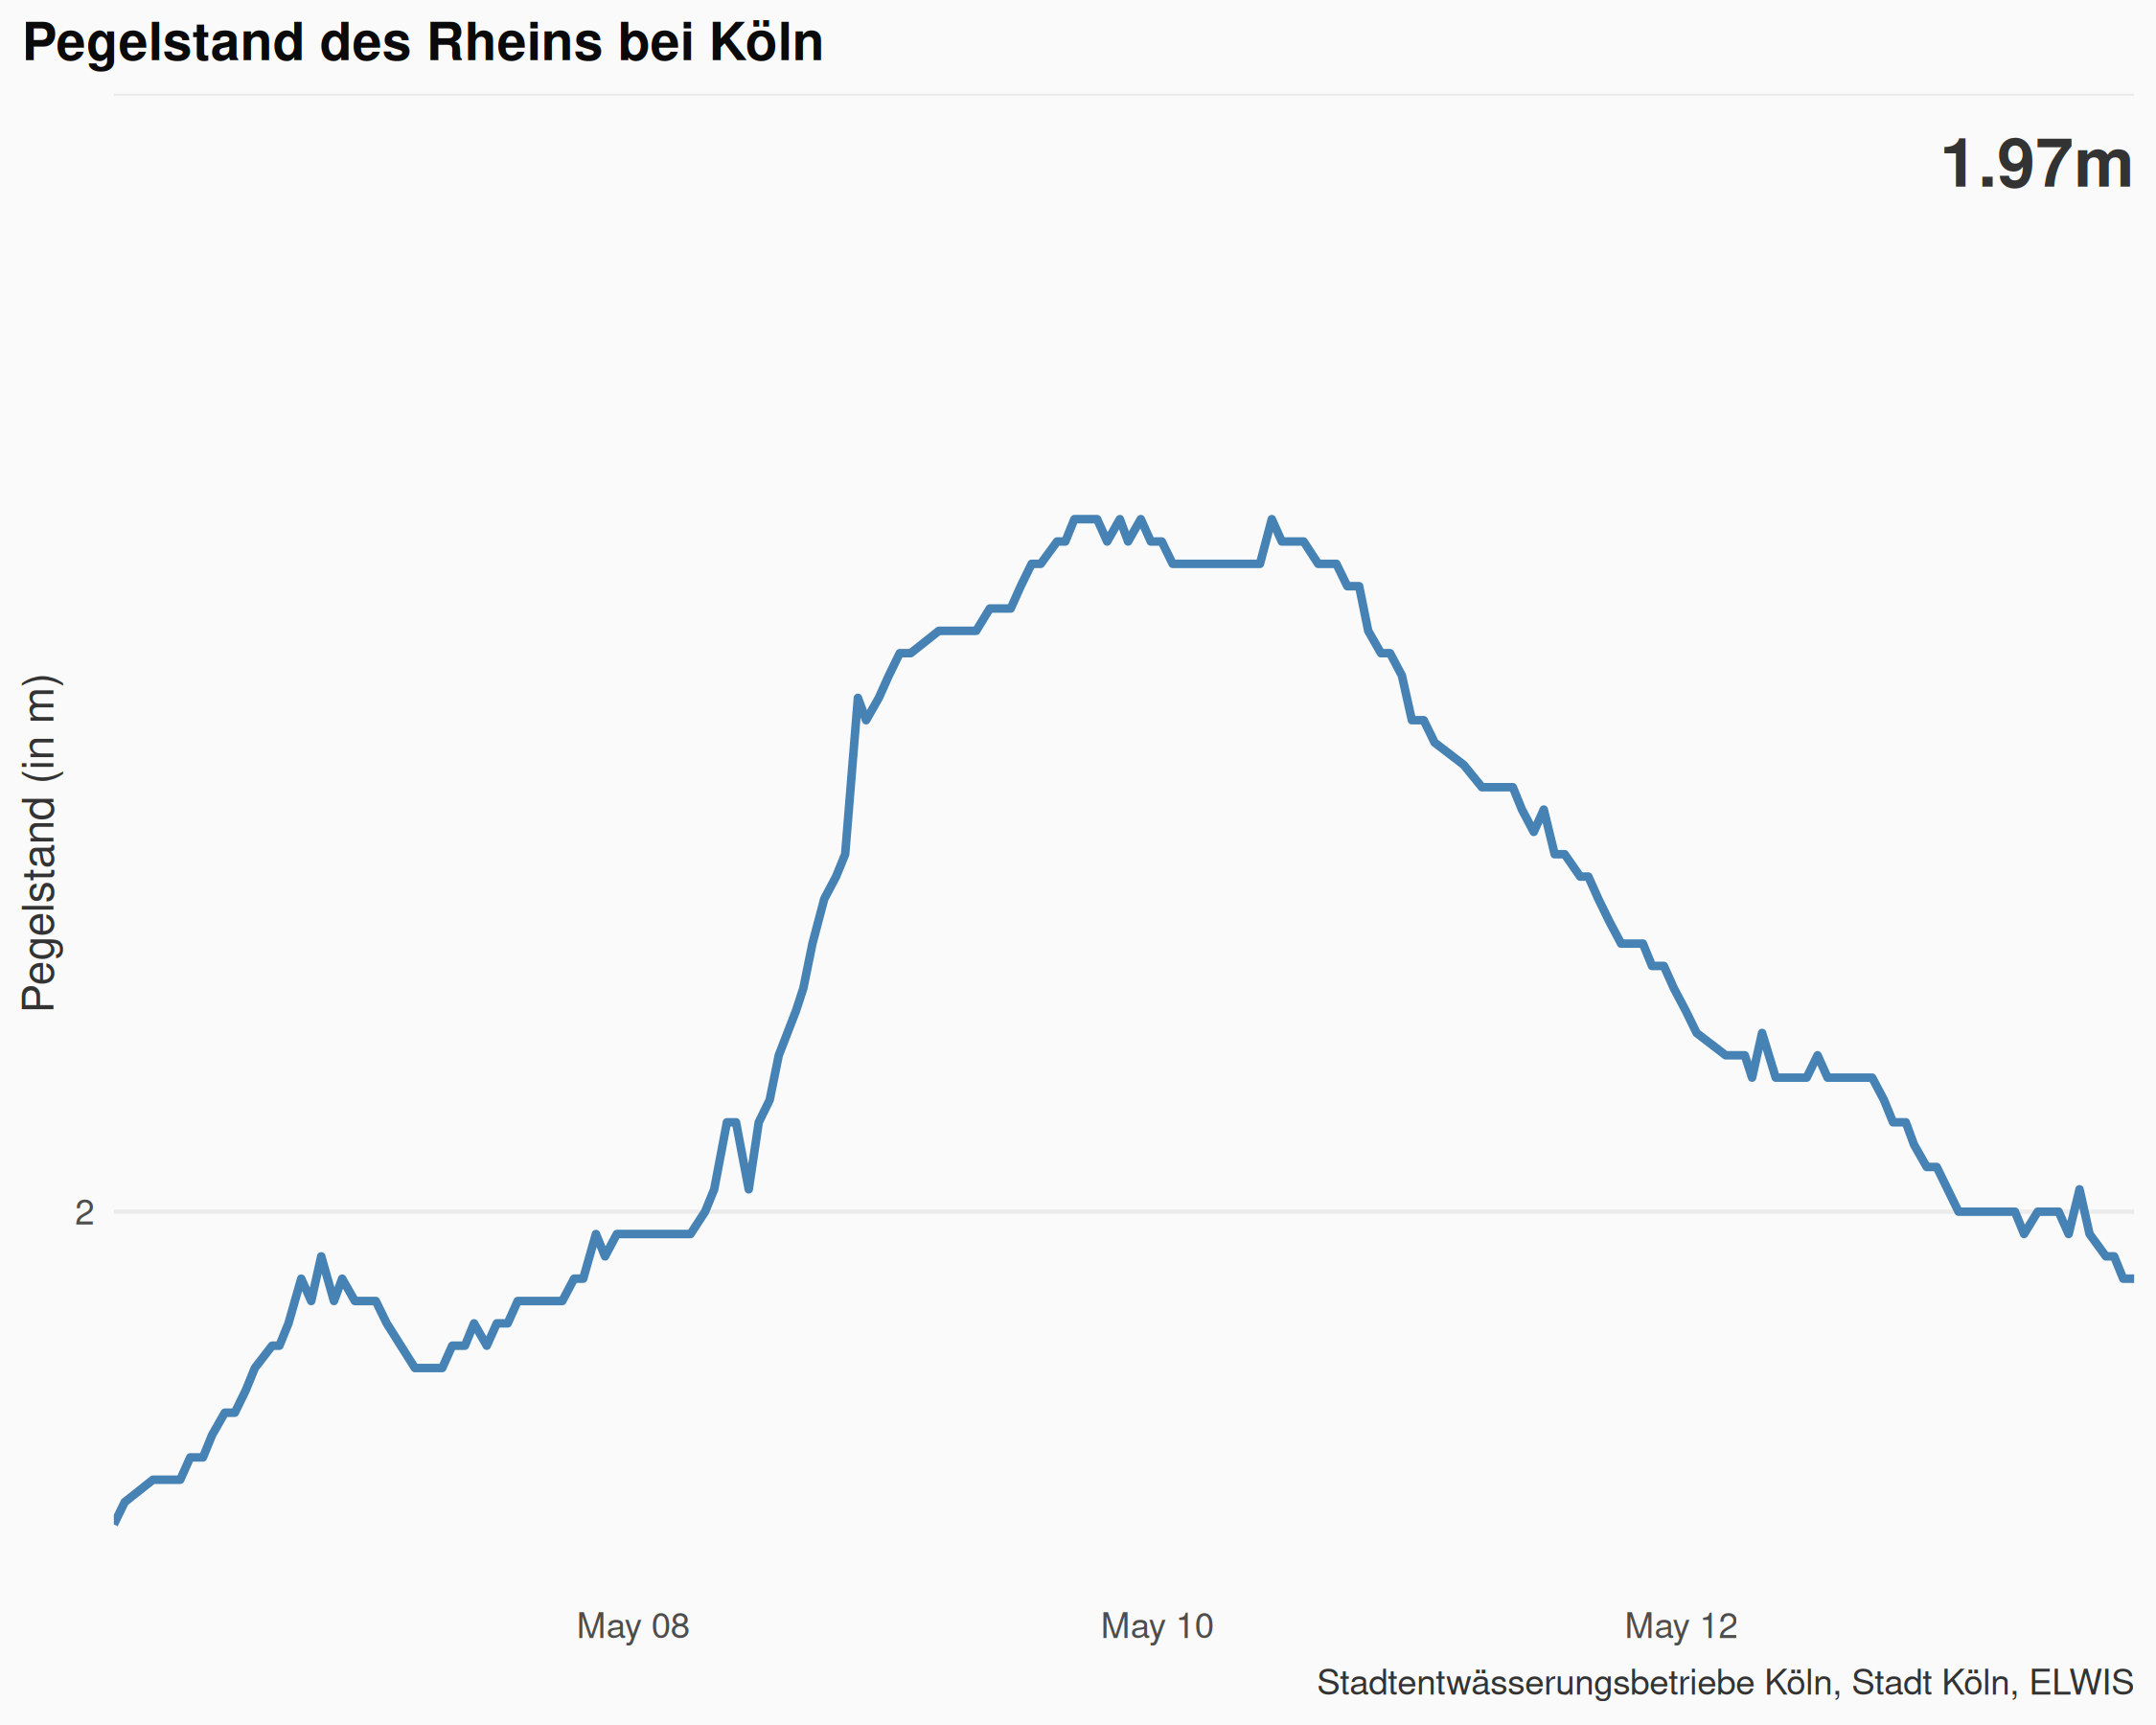 Pegelstand des Rheins bei Köln
1.97m
Pegelstand (in m)
2
May 08
May 10
May 12
Stadtentwässerungsbetriebe Köln, Stadt Köln, ELWIS